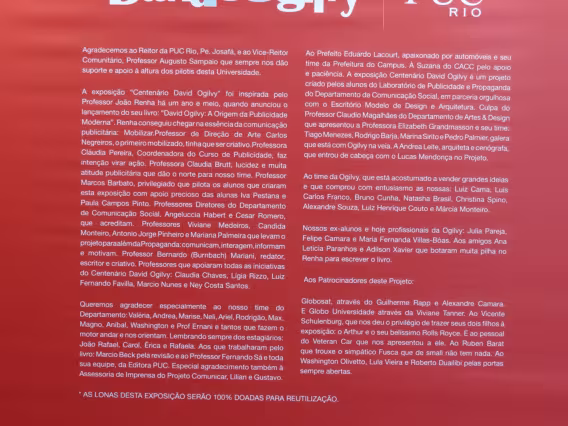 PUC
RIO
Agradecemos ao Reitor da PUC Rio, Pe. Josafá, e ao Vice-Reitor
Comunitário, Professor Augusto Sampaio que sempre nos dão
suporte e apoio à altura dos pilotis desta Universidade.
A exposição "Centenário David Ogilvy" foi inspirada pelo
Professor João Renha há um ano e meio, quando anunciou o
lançamento do seu livro: "David Ogilvy: A Origem da Publicidade
Moderna". Renha conseguiu chegar na essência da comunicação
publicitária: Mobilizar. Professor de Direção de Arte Carlos
Negreiros, o primeiro mobilizado, tinha que ser criativo. Professora
Cláudia Pereira, Coordenadora do Curso de Publicidade, faz
intenção virar ação. Professora Claudia Brutt, lucidez e muita
atitude publicitária que dão o norte para nosso time. Professor
Marcos Barbato, privilegiado que pilota os alunos que criaram
esta exposição com apoio precioso das alunas Iva Pestana e
Paula Campos Pinto. Professores Diretores do Departamento
de Comunicação Social, Angeluccia Habert e Cesar Romero,
que acreditam. Professores Viviane Medeiros, Candida
Monteiro, Antonio Jorge Pinheiro e Mariana Palmeira que levam o
projeto para além da Propaganda: comunicam, interagem, informam
e motivam. Professor Bernardo (Bumbach) Mariani, redator,
escritor e criativo. Professores que apoiaram todas as iniciativas
do Centenário David Ogilvy: Claudia Chaves, Lígia Rizzo, Luiz
Fernando Favilla, Marcio Nunes e Ney Costa Santos.
Queremos agradecer especialmente ao nosso time do
Departamento: Valéria, Andrea, Marise, Neli, Ariel, Rodrigão, Max,
Magno, Aníbal, Washington e Prof Ernani e tantos que fazem o
motor andar e nos orientam. Lembrando sempre dos estagiários:
João Rafael, Carol, Érica e Rafaela. Aos que trabalharam pelo
livro: Marcio Beck pela revisão e ao Professor Fernando Sá e toda
sua equipe, da Editora PUC. Especial agradecimento também à
Assessoria de Imprensa do Projeto Comunicar, Lilian e Gustavo.
Ao Prefeito Eduardo Lacourt, apaixonado por automóveis e seu
time da Prefeitura do Campus. À Suzana do CACC pelo apoio
e paciência. A exposição Centenário David Ogilvy é um projeto
criado pelos alunos do Laboratório de Publicidade e Propaganda
do Departamento de Comunicação Social, em parceria orgulhosa
com o Escritório Modelo de Design e Arquitetura. Culpa do
Professor Claudio Magalhães do Departamento de Artes & Design
que apresentou a Professora Elizabeth Grandmasson e seu time:
Tiago Menezes, Rodrigo Barja, Marina Sirito e Pedro Palmier, galera
que está com Ogilvy na veia. A Andrea Leite, arquiteta e cenógrafa,
que entrou de cabeça com o Lucas Mendonça no Projeto.
Ao time da Ogilvy, que está acostumado a vender grandes ideias
e que comprou com entusiasmo as nossas: Luiz Cama, Luís
Carlos Franco, Bruno Cunha, Natasha Brasil, Christina Spino,
Alexandre Souza, Luiz Henrique Couto e Márcia Monteiro.
Nossos ex-alunos e hoje profissionais da Ogilvy: Julia Pareja,
Felipe Camara e Maria Fernanda Villas-Bôas. Aos amigos Ana
Letícia Paranhos e Adilson Xavier que botaram muita pilha no
Renha para escrever o livro.
Aos Patrocinadores deste Projeto:
Globosat, através do Guilherme Rapp e Alexandre Camara.
E Globo Universidade através da Viviane Tanner. Ao Vicente
Schulenburg, que nos deu o privilégio de trazer seus dois filhos à
exposição: o Arthur e o seu belíssimo Rolls Royce. E ao pessoal
do Veteran Car que nos apresentou a ele. Ao Ruben Barat
que trouxe o simpático Fusca que de small não tem nada. Ao
Washington Olivetto, Lula Vieira e Roberto Duailibi pelas portas
sempre abertas.
* AS LONAS DESTA EXPOSIÇÃO SERÃO 100% DOADAS PARA REUTILIZAÇÃO.